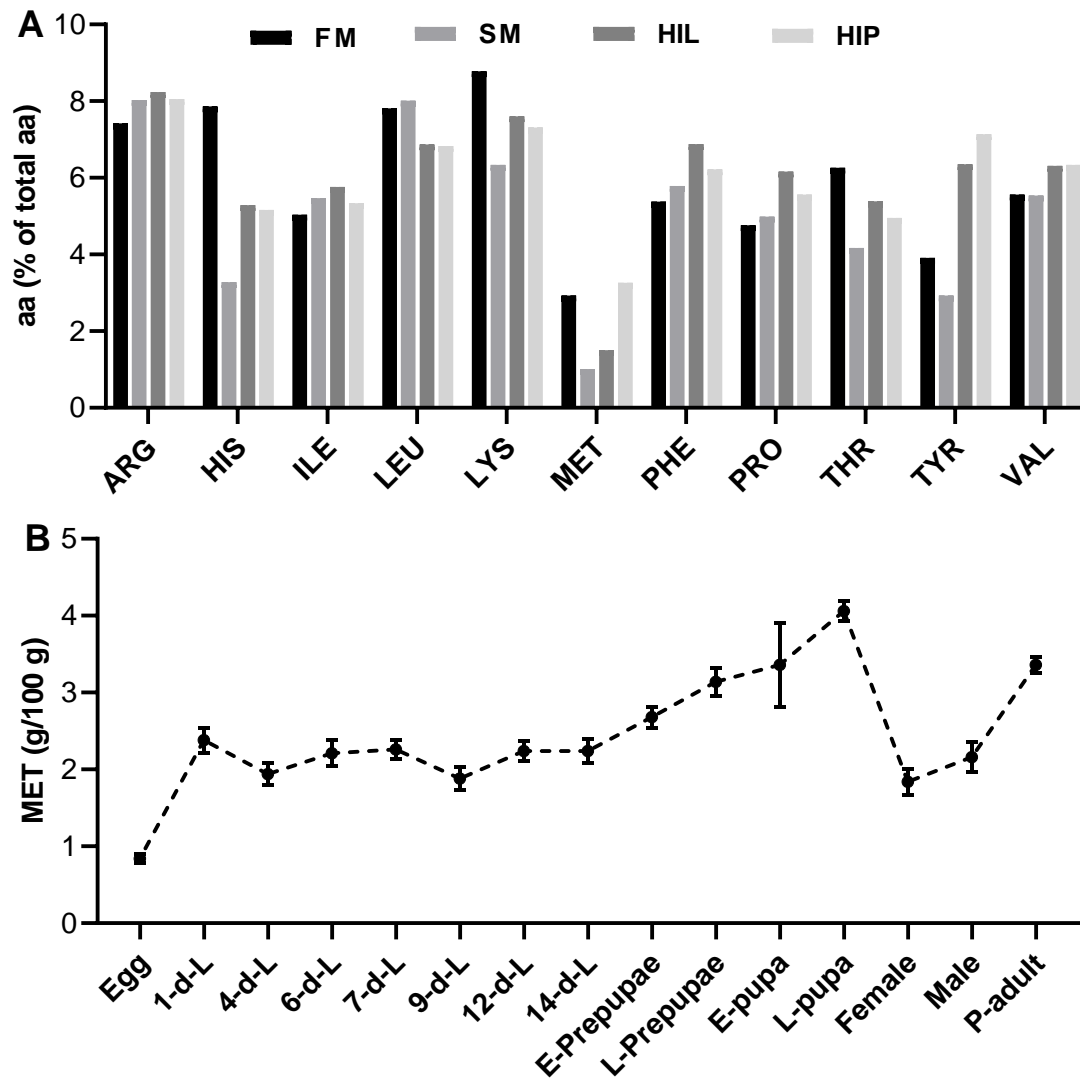 A
FM SM HIL HIP
aa (% of total aa)
10
8
6
4
2
0
ARG HIS ILE LEU LYS MET PHE PRO THR TYR VAL
B
MET (g/100 g)
5
4
3
2
1
0
Egg 1-d-L 4-d-L 6-d-L 7-d-L 9-d-L 12-d-L 14-d-L E-Prepupae L-Prepupae E-pupa L-pupa Female Male P-adult